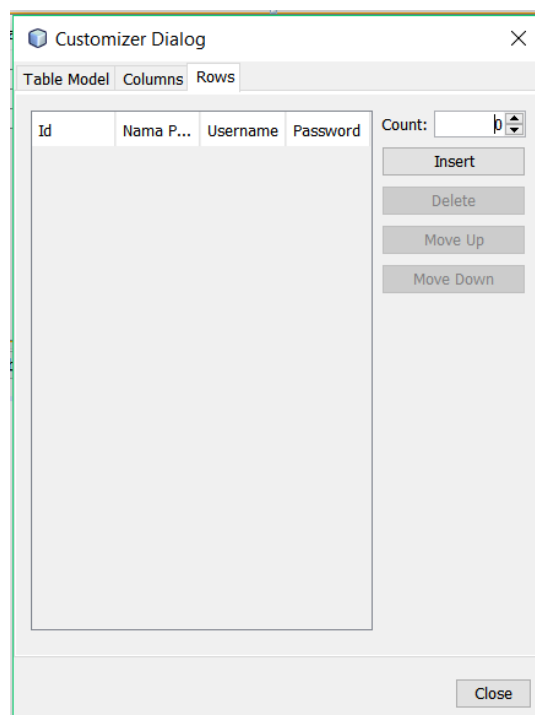 Customizer Dialog
Table Model Columns Rows
Id Nama P... Username Password
Count: 0
Insert
Delete
Move Up
Move Down
Close